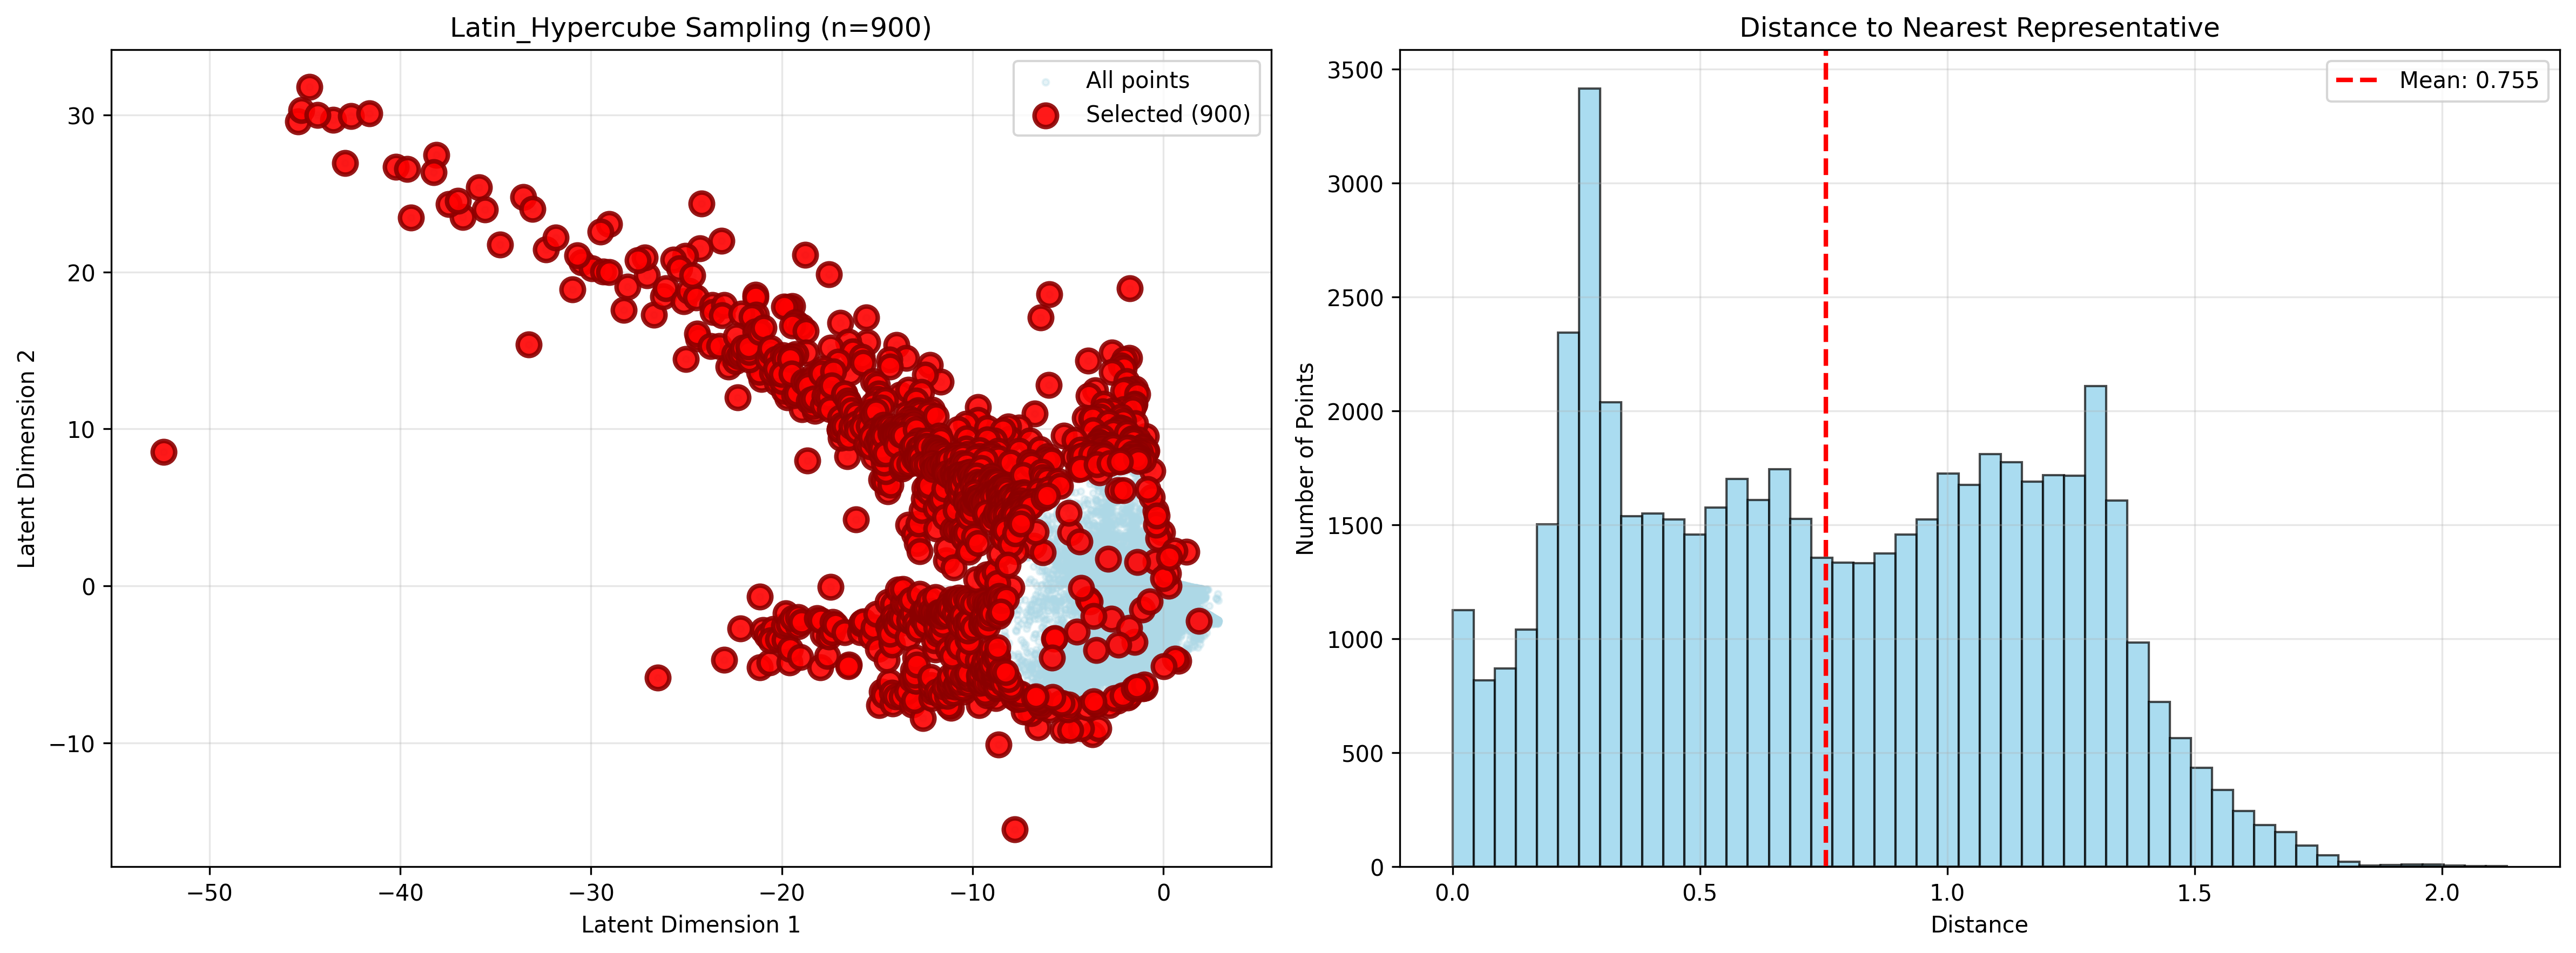 Latin_Hypercube Sampling (n=900)
All points
Selected (900)
30
20
10
0
−10
Latent Dimension 2
−50
−40
−30
−20
−10
0
Latent Dimension 1
Distance to Nearest Representative
Mean: 0.755
3500
3000
2500
2000
1500
1000
500
0
Number of Points
0.0
0.5
1.0
1.5
2.0
Distance